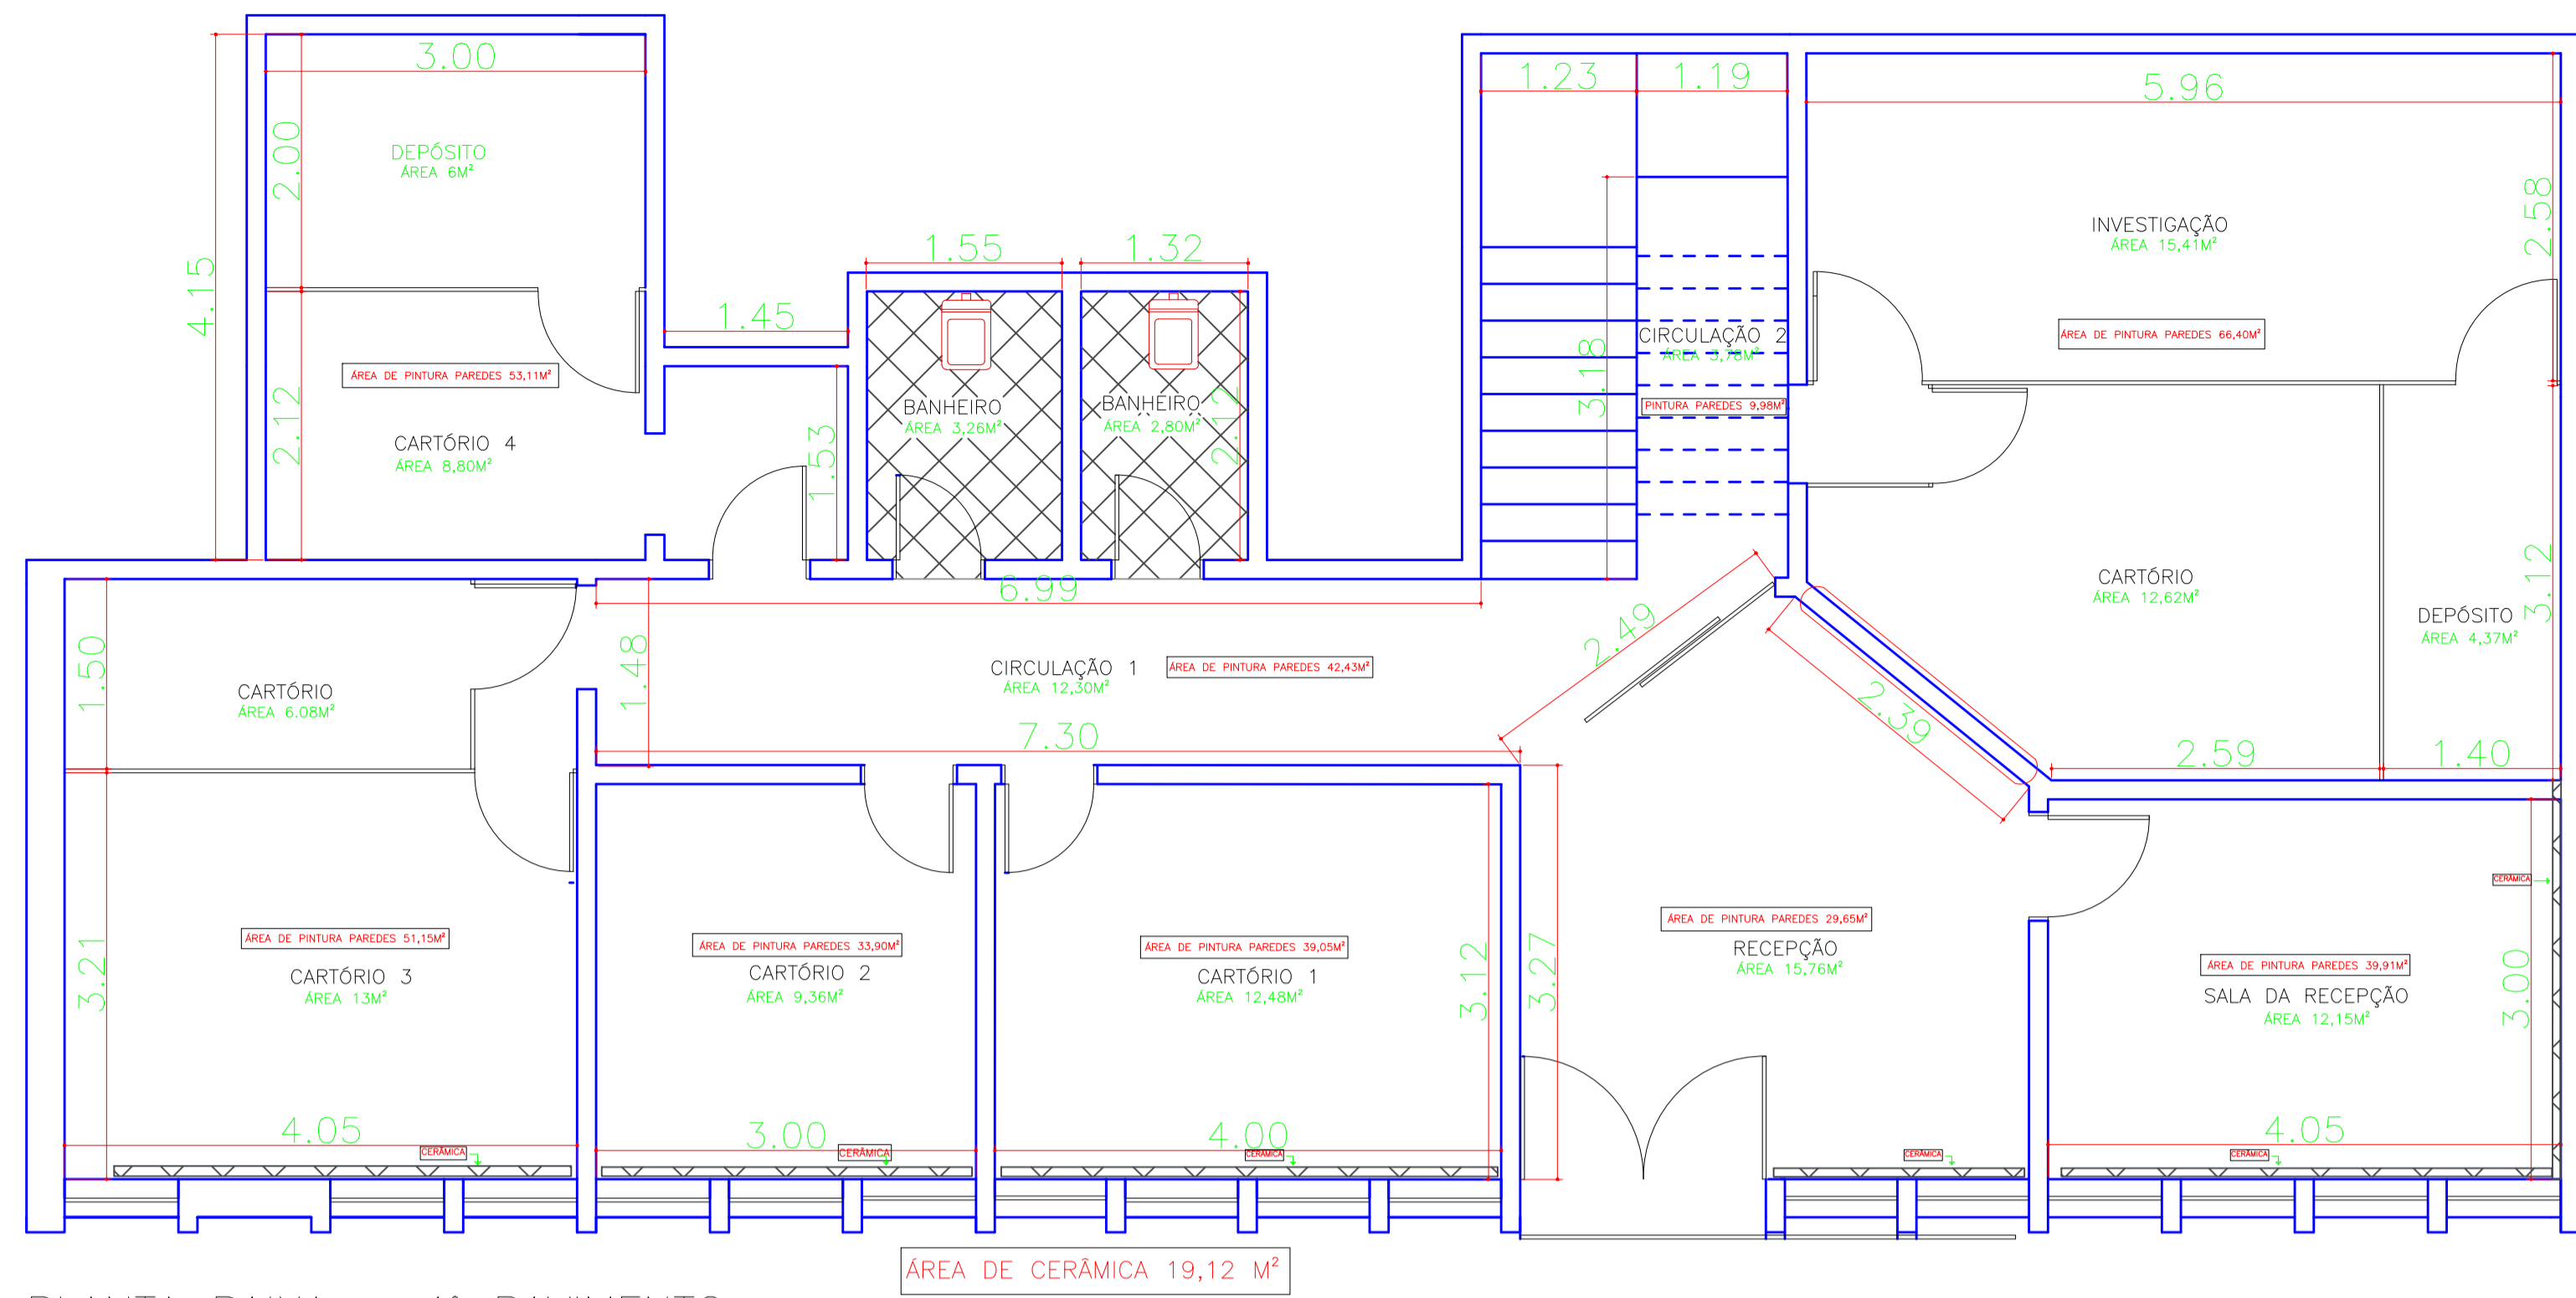 3.00
1.23
1.19
5.96
DEPÓSITO
ÁREA 6M²
2.00
4.15
2.12
1.45
1.55
1.32
INVESTIGAÇÃO
ÁREA 15,41M²
2.58
CIRCULAÇÃO 2
ÁREA 3,78M²
3.18
ÁREA DE PINTURA PAREDES 66,40M²
ÁREA DE PINTURA PAREDES 53,11M²
PINTURA PAREDES 9,98M²
CARTÓRIO 4
ÁREA 8,80M²
1.53
BANHEIRO
ÁREA 3,26M²
BANHEIRO
ÁREA 2,80M²
2.12
6.99
CARTÓRIO
ÁREA 12,62M²
3.12
DEPÓSITO
ÁREA 4,37M²
1.50
CARTÓRIO
ÁREA 6.08M²
1.48
CIRCULAÇÃO 1
ÁREA 12,30M²
ÁREA DE PINTURA PAREDES 42,43M²
2.49
2.39
7.30
2.59
1.40
CERÂMICA
3.21
ÁREA DE PINTURA PAREDES 51,15M²
CARTÓRIO 3
ÁREA 13M²
ÁREA DE PINTURA PAREDES 33,90M²
CARTÓRIO 2
ÁREA 9,36M²
ÁREA DE PINTURA PAREDES 39,05M²
CARTÓRIO 1
ÁREA 12,48M²
3.12
3.27
ÁREA DE PINTURA PAREDES 29,65M²
RECEPÇÃO
ÁREA 15,76M²
ÁREA DE PINTURA PAREDES 39,91M²
SALA DA RECEPÇÃO
ÁREA 12,15M²
3.00
4.05
CERÂMICA
3.00
CERÂMICA
4.00
CERÂMICA
CERÂMICA
4.05
CERÂMICA
ÁREA DE CERÂMICA 19,12 M²